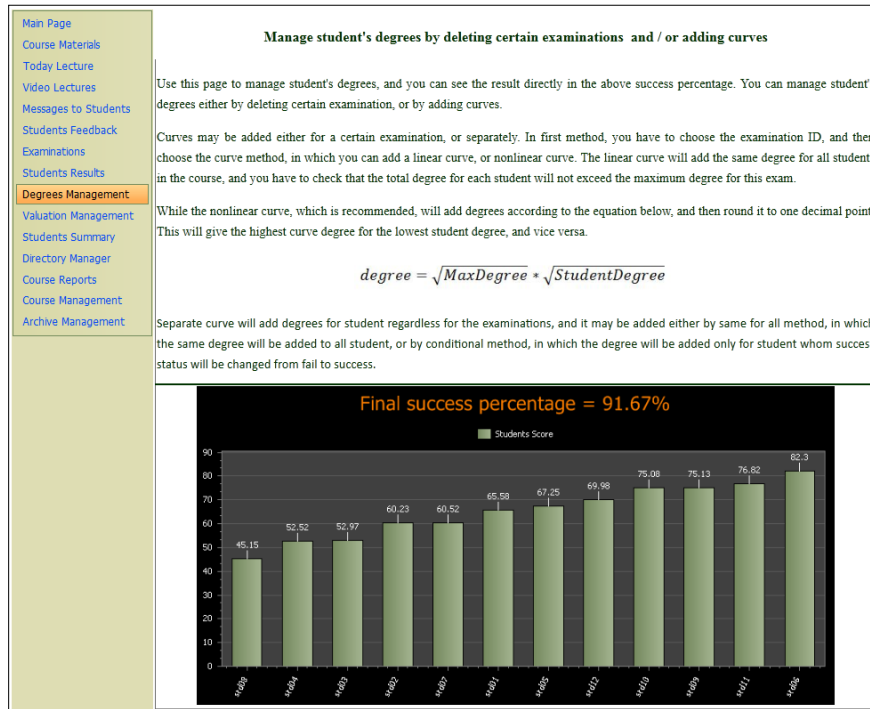 Main Page
Course Materials
Today Lecture
Video Lectures
Messages to Students
Students Feedback
Examinations
Students Results
Degrees Management
Valuation Management
Students Summary
Directory Manager
Course Reports
Course Management
Archive Management
Manage student's degrees by deleting certain examinations and / or adding curves
Use this page to manage student's degrees, and you can see the result directly in the above success percentage. You can manage student'
degrees either by deleting certain examination, or by adding curves.
Curves may be added either for a certain examination, or separately. In first method, you have to choose the examination ID, and then
choose the curve method, in which you can add a linear curve, or nonlinear curve. The linear curve will add the same degree for all student
in the course, and you have to check that the total degree for each student will not exceed the maximum degree for this exam.
While the nonlinear curve, which is recommended, will add degrees according to the equation below, and then round it to one decimal point
This will give the highest curve degree for the lowest student degree, and vice versa.
degree = √MaxDegree * √StudentDegree
Separate curve will add degrees for student regardless for the examinations, and it may be added either by same for all method, in which
the same degree will be added to all student, or by conditional method, in which the degree will be added only for student whom succes
status will be changed from fail to success.
Final success percentage = 91.67%
Students Score
90
80
70
60
50
40
30
20
10
0
45.15
52.52
52.97
60.23
60.52
65.58
67.25
69.98
75.08
75.13
76.82
82.3
std08
std04
std03
std02
std07
std01
std05
std12
std10
std09
std11
std06